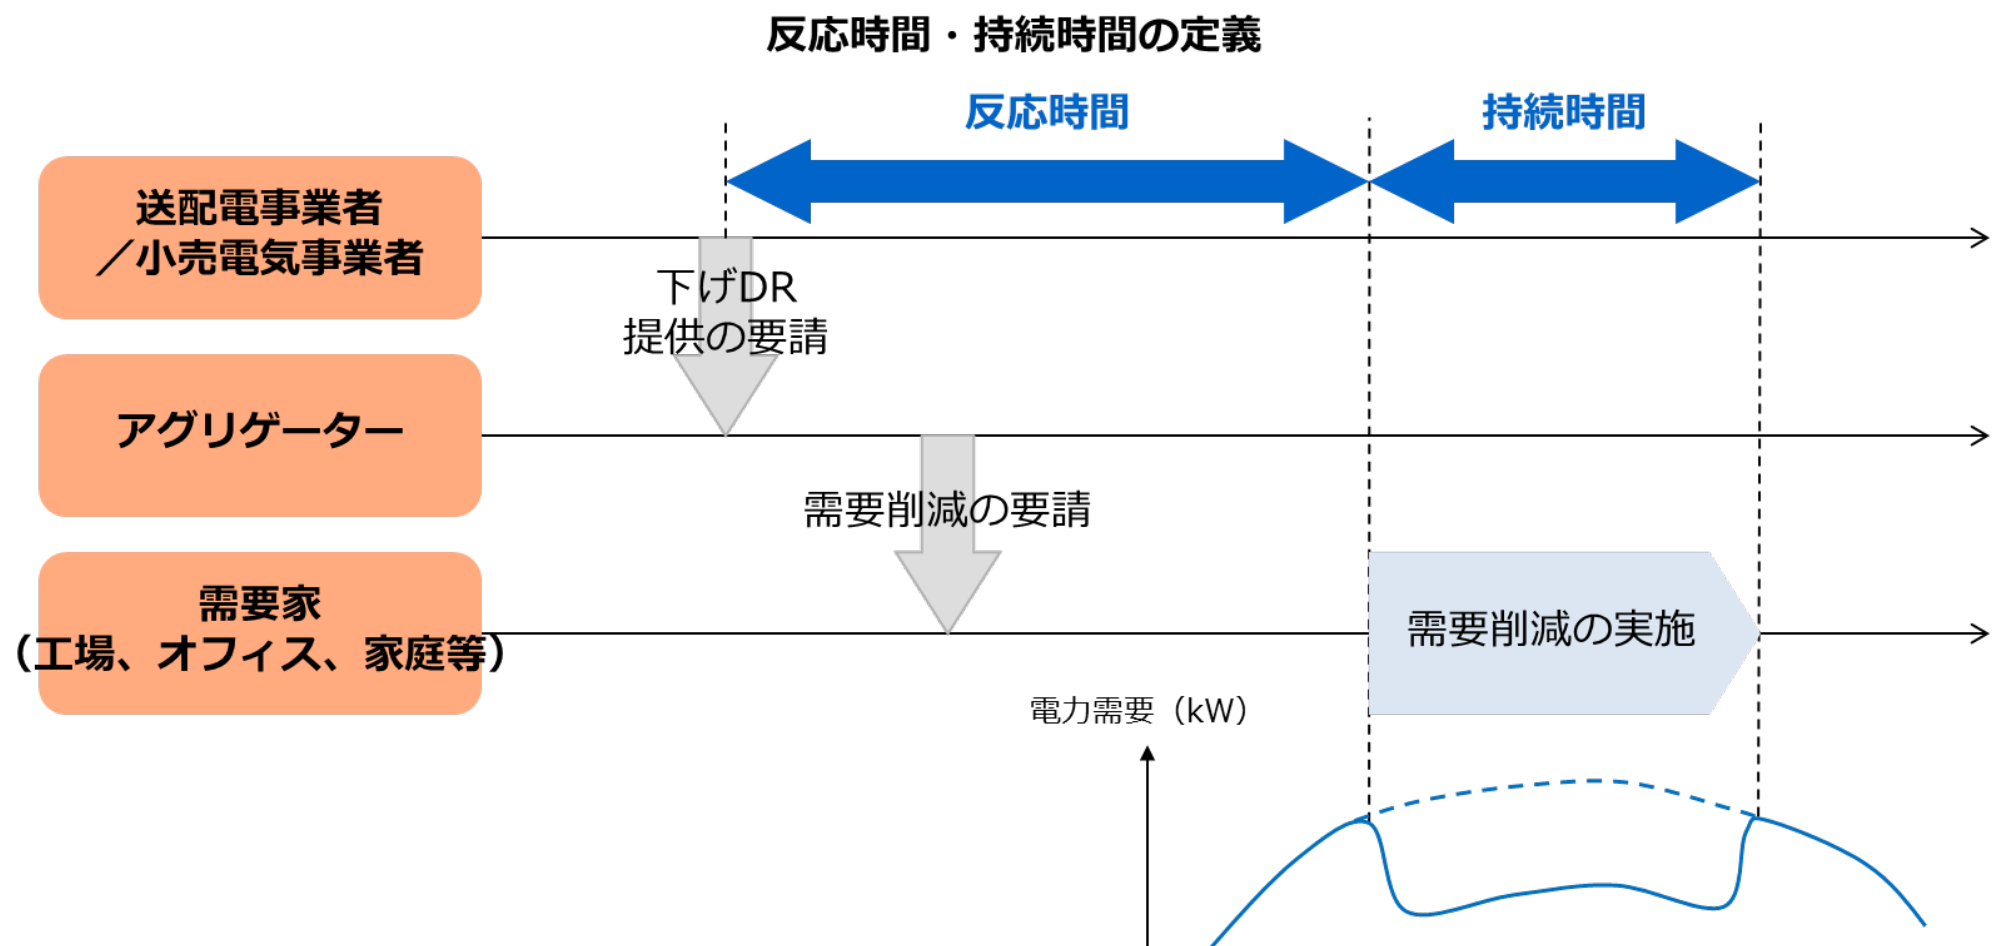 反応時間・持続時間の定義
反応時間
持続時間
送配電事業者
／小売電気事業者
下げDR
提供の要請
アグリゲーター
需要削減の要請
需要家
（工場、オフィス、家庭等）
需要削減の実施
電力需要（kW）